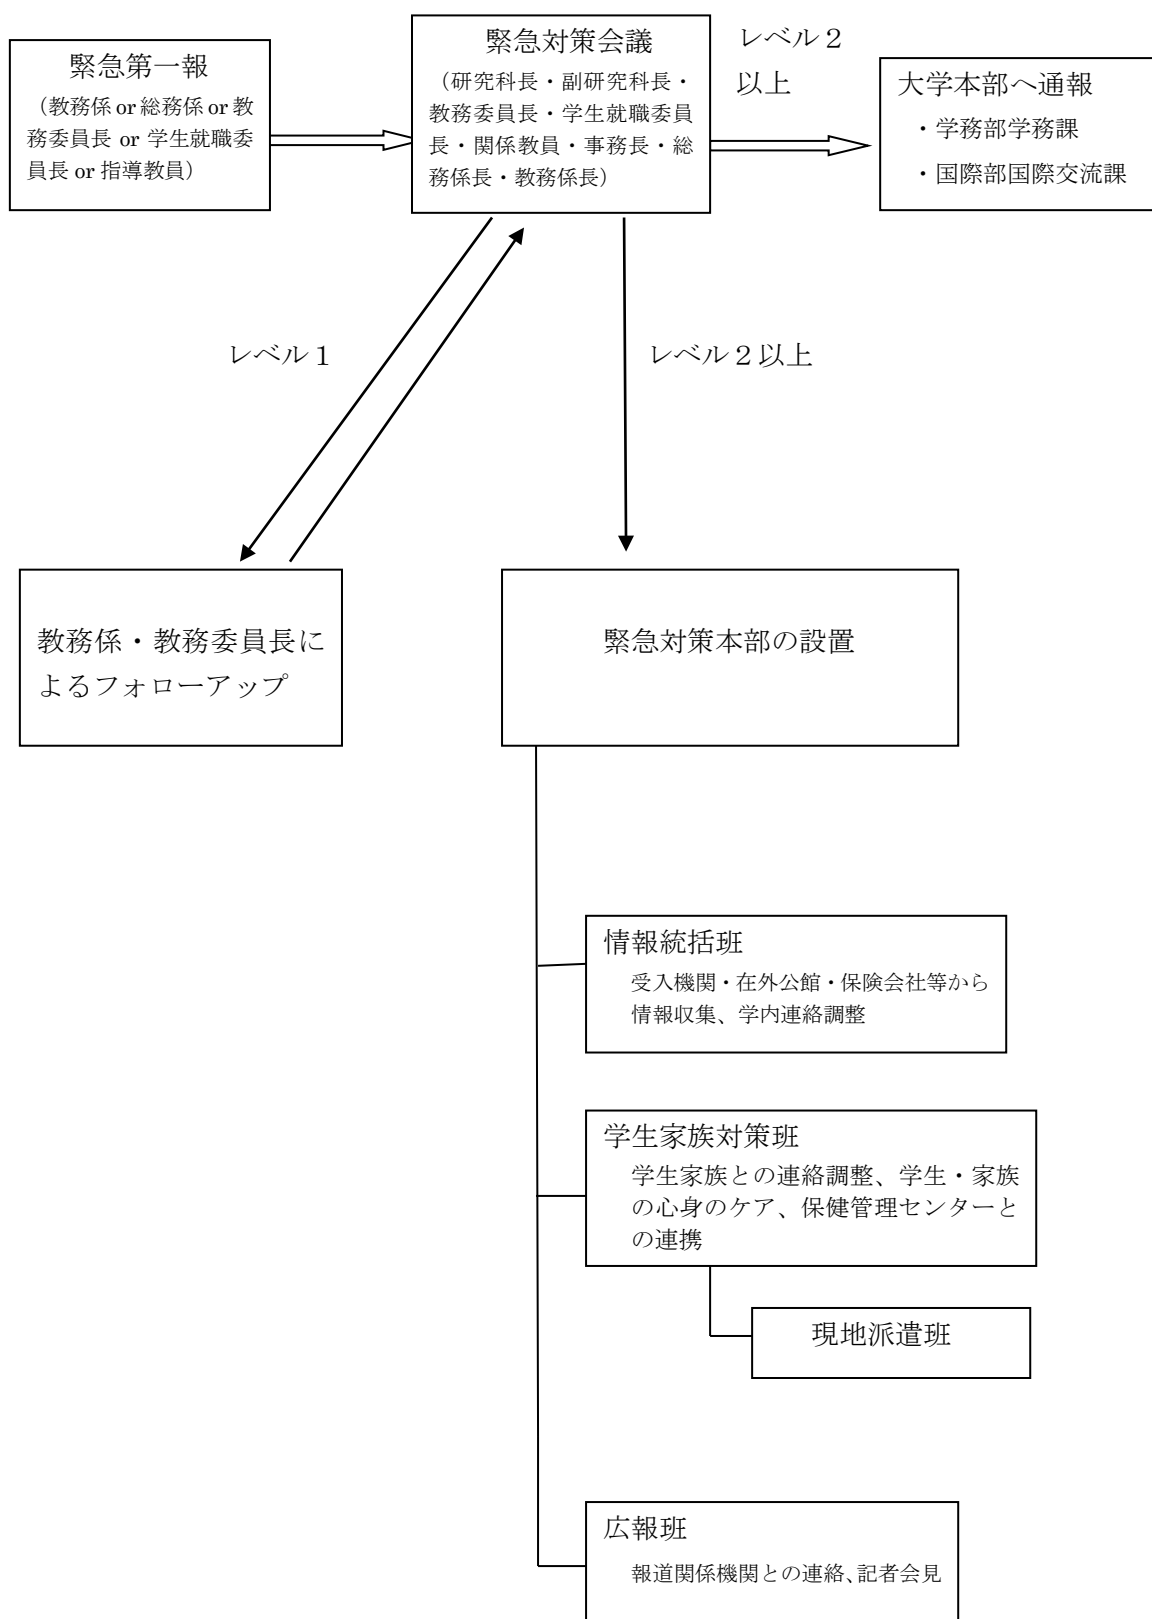 緊急第一報
（教務係 or 総務係 or 教
務委員長 or 学生就職委
員長 or 指導教員）
緊急対策会議
（研究科長・副研究科長・
教務委員長・学生就職委員
長・関係教員・事務長・総
務係長・教務係長）
レベル２
以上
大学本部へ通報
・学務部学務課
・国際部国際交流課
レベル１
レベル２以上
教務係・教務委員長に
よるフォローアップ
緊急対策本部の設置
情報統括班
受入機関・在外公館・保険会社等から
情報収集、学内連絡調整
学生家族対策班
学生家族との連絡調整、学生・家族
の心身のケア、保健管理センターと
の連携
現地派遣班
広報班
報道関係機関との連絡、記者会見